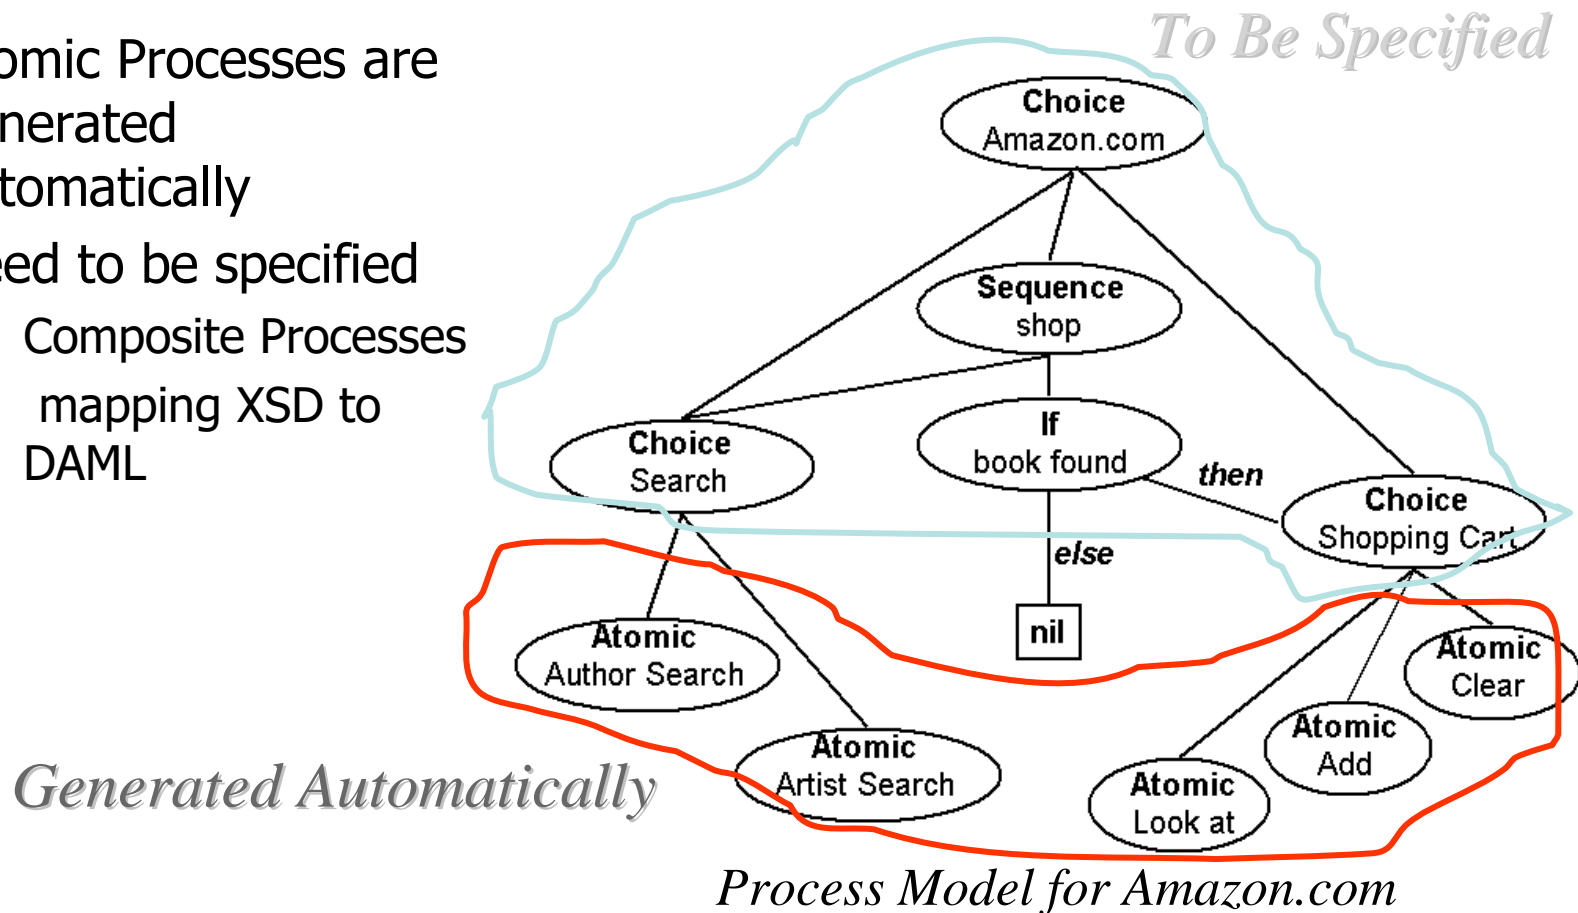 To Be Specified
omic Processes are
nerated
tomatically
eed to be specified
Composite Processes
mapping XSD to
DAML
Choice
Amazon.com
Sequence
shop
Choice
Search
If
book found
then
Choice
Shopping Cart
else
nil
Atomic
Author Search
Atomic
Clear
Atomic
Add
Atomic
Artist Search
Atomic
Look at
Generated Automatically
Process Model for Amazon.com